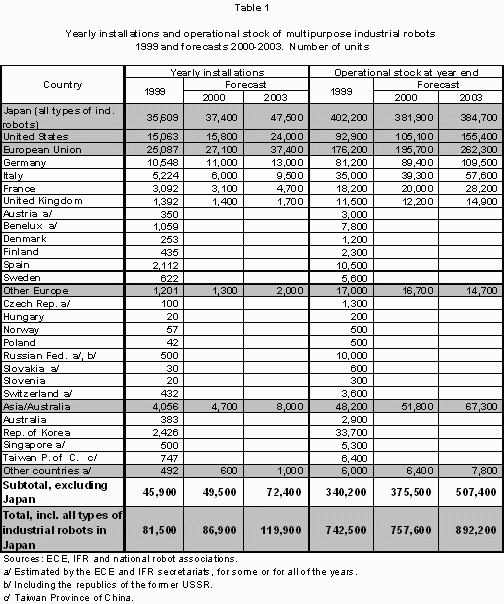 Table 1
Yearly installations and operational stock of multipurpose industrial robots
1999 and forecasts 2000-2003. Number of units
Yearly installations Operational stock at year end
Country 1999 Forecast 1999 Forecast
2000 2003 2000 2003
Japan (all types of ind.
robots) 35,609 37,400 47,500 402,200 381,900 384,700
United States 15,063 15,800 24,000 92,900 105,100 155,400
European Union 25,087 27,100 37,400 176,200 195,700 262,300
Germany 10,548 11,000 13,000 81,200 89,400 109,500
Italy 5,224 6,000 9,500 35,000 39,300 57,600
France 3,092 3,100 4,700 18,200 20,000 28,200
United Kingdom 1,392 1,400 1,700 11,500 12,200 14,900
Austria a/ 350 3,000
Benelux a/ 1,059 7,800
Denmark 253 1,200
Finland 435 2,300
Spain 2,112 10,500
Sweden 622 5,600
Other Europe 1,201 1,300 2,000 17,000 16,700 14,700
Czech Rep. a/ 100 1,300
Hungary 20 200
Norway 57 500
Poland 42 500
Russian Fed. a/, b/ 500 10,000
Slovakia a/ 30 600
Slovenia 20 300
Switzerland a/ 432 3,600
Asia/Australia 4,056 4,700 8,000 48,200 51,800 67,300
Australia 383 2,900
Rep. of Korea 2,426 33,700
Singapore a/ 500 5,300
Taiwan P. of C. c/ 747 6,400
Other countries a/ 492 600 1,000 6,000 6,400 7,800
Subtotal, excluding
Japan 45,900 49,500 72,400 340,200 375,500 507,400
Total, incl. all types of
industrial robots in 81,500 86,900 119,900 742,500 757,600 892,200
Japan
Sources: ECE, IFR and national robot associations.
a/ Estimated by the ECE and IFR secretariats, for some or for all of the years.
b/ Including the republics of the former USSR.
c/ Taiwan Province of China.